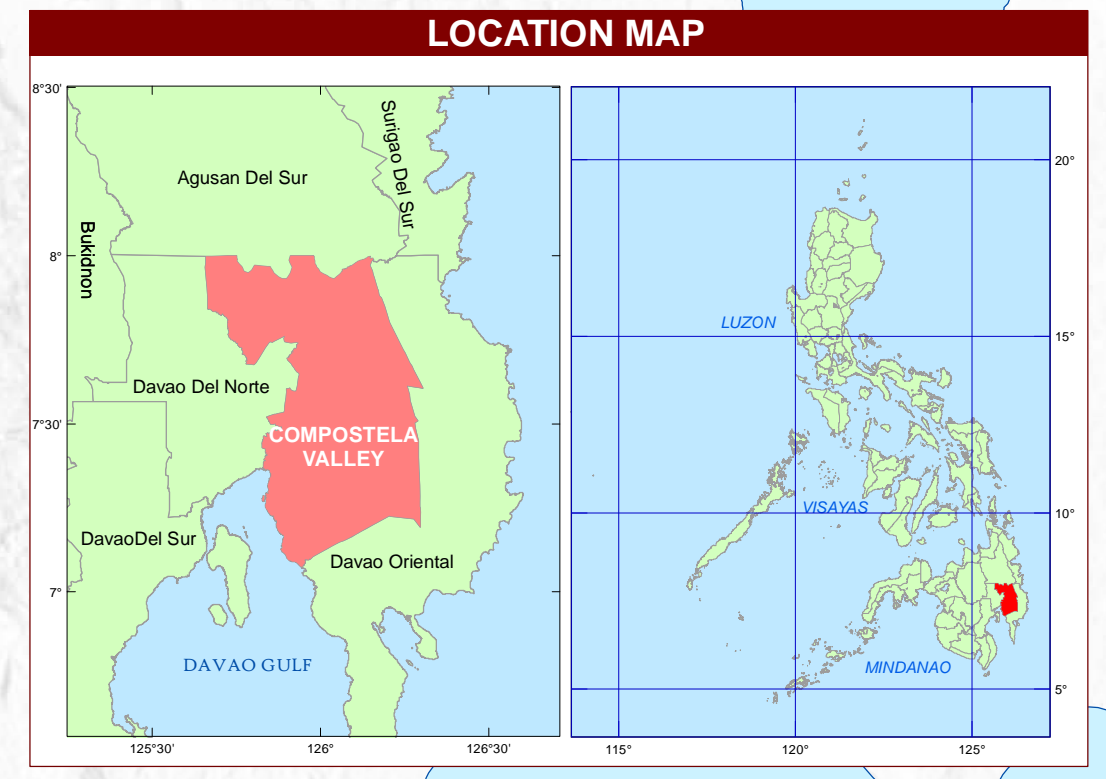 LOCATION MAP
8°30'
Surigao Del Sur
Agusan Del Sur
Bukidnon
8°
Davao Del Norte
7°30'
COMPOSTELA
VALLEY
DavaoDel Sur
Davao Oriental
7°
DAVAO GULF
125°30'
126°
126°30'
20°
LUZON
15°
VISAYAS
10°
MINDANAO
5°
115°
120°
125°